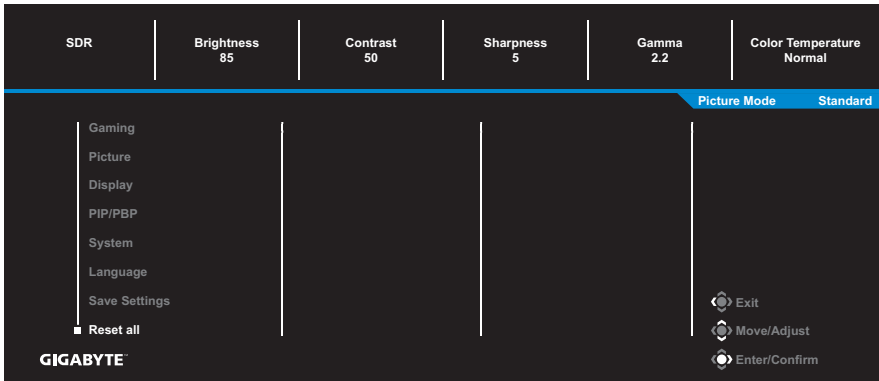 SDR Brightness Contrast Sharpness Gamma Color Temperature
85 50 5 2.2 Normal
Picture Mode Standard
Gaming
Picture
Display
PIP/PBP
System
Language
Save Settings
Exit
Reset all
Move/Adjust
GIGABYTE™
Enter/Confirm